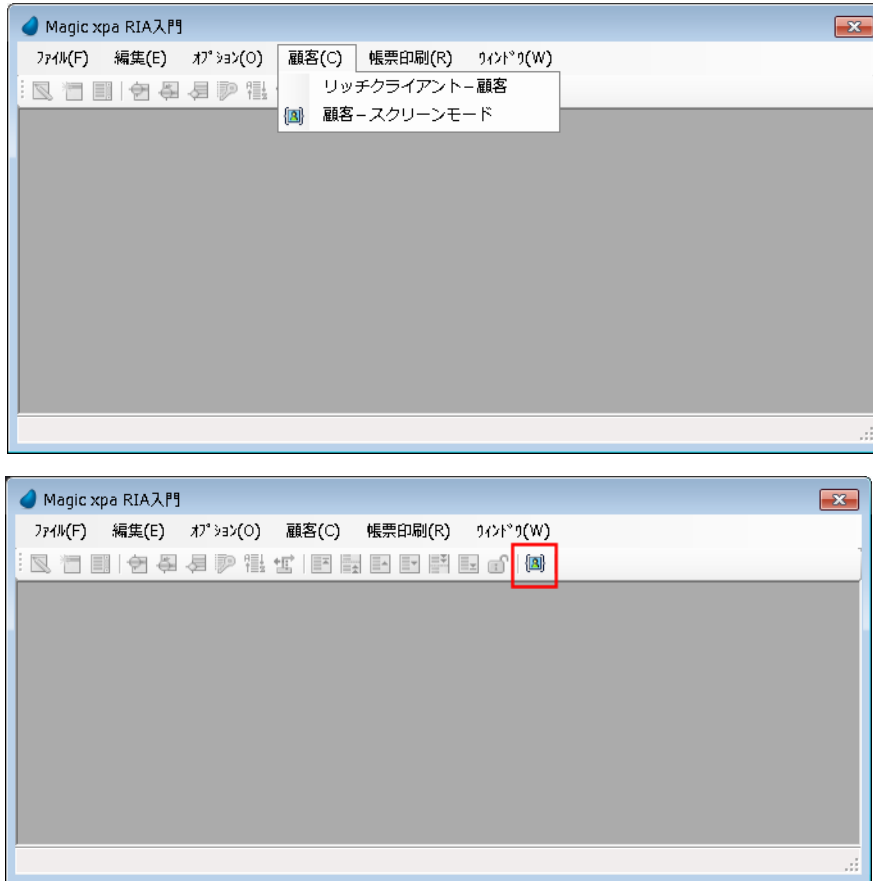 Magic xpa RIA入門
ﾌｧｲﾙ(F) 編集(E) ｵﾌﾟｼｮﾝ(O) 顧客(C) 帳票印刷(R) ｳｨﾝﾄﾞｳ(W)
リッチクライアント－顧客
顧客－スクリーンモード
Magic xpa RIA入門
ﾌｧｲﾙ(F) 編集(E) ｵﾌﾟｼｮﾝ(O) 顧客(C) 帳票印刷(R) ｳｨﾝﾄﾞｳ(W)